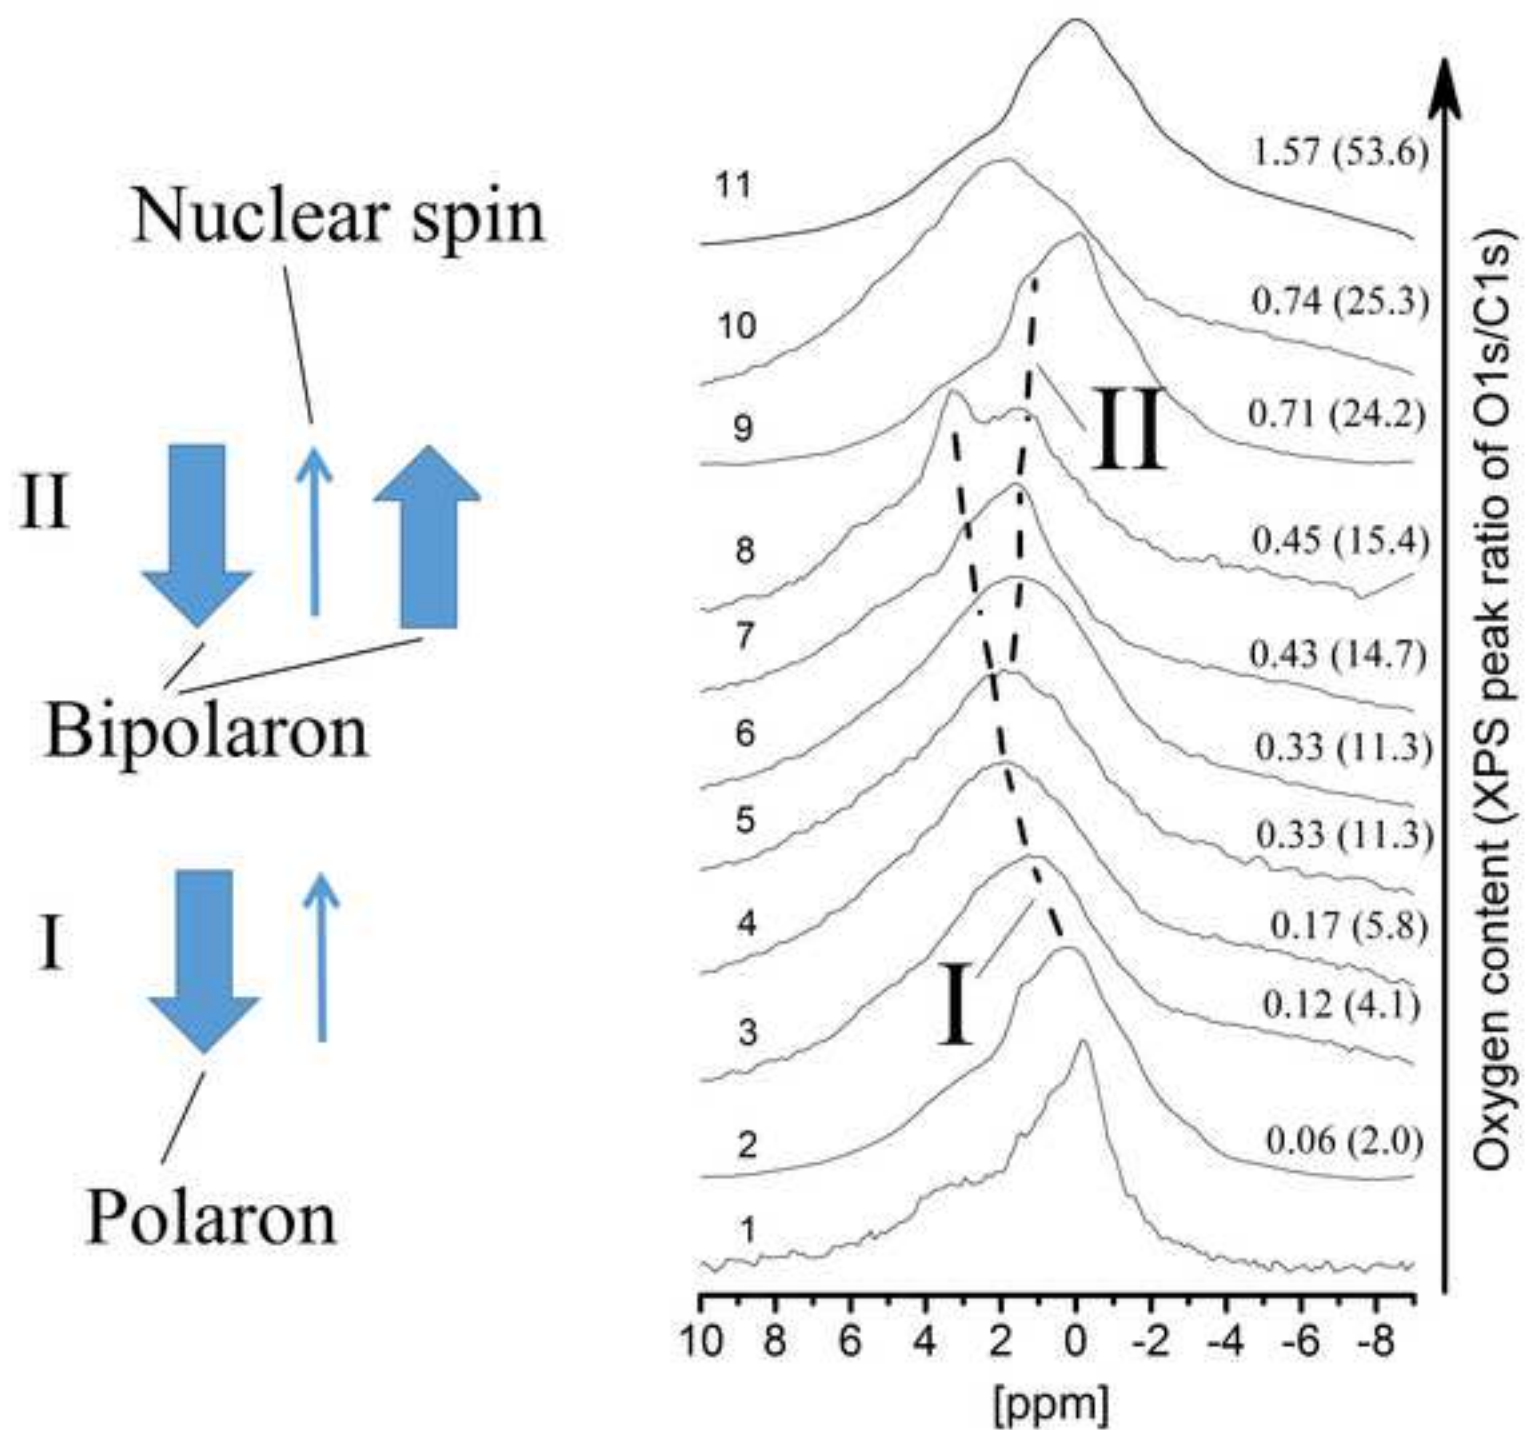 Nuclear spin
II
Bipolaron
I
Polaron
11
1.57 (53.6)
10
0.74 (25.3)
9
0.71 (24.2)
8
0.45 (15.4)
7
0.43 (14.7)
6
0.33 (11.3)
5
0.33 (11.3)
4
0.17 (5.8)
3
0.12 (4.1)
2
0.06 (2.0)
1
II
I
10 8 6 4 2 0 -2 -4 -6 -8
[ppm]
Oxygen content (XPS peak ratio of O1s/C1s)